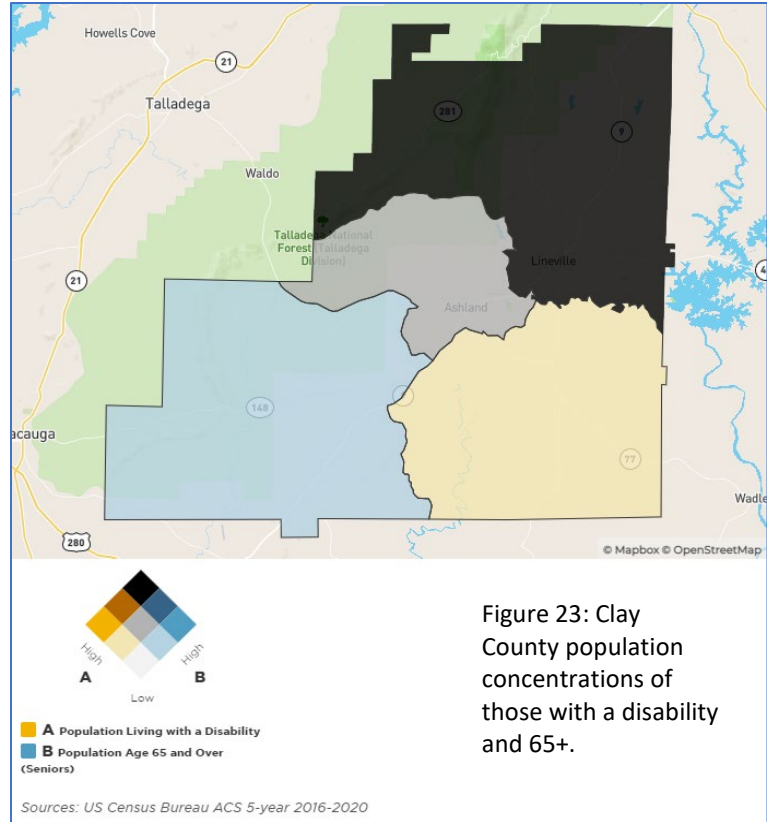 Howells Cove
21
21
Talladega
281
9
Waldo
Talladega National
Forest (Talladega
Division)
Lineville
21
4
Ashland
148
acauga
77
Wadle
280
© Mapbox © OpenStreetMap
High
High
A
B
Low
A Population Living with a Disability
B Population Age 65 and Over
(Seniors)
Sources: US Census Bureau ACS 5-year 2016-2020
Figure 23: Clay
County population
concentrations of
those with a disability
and 65+.